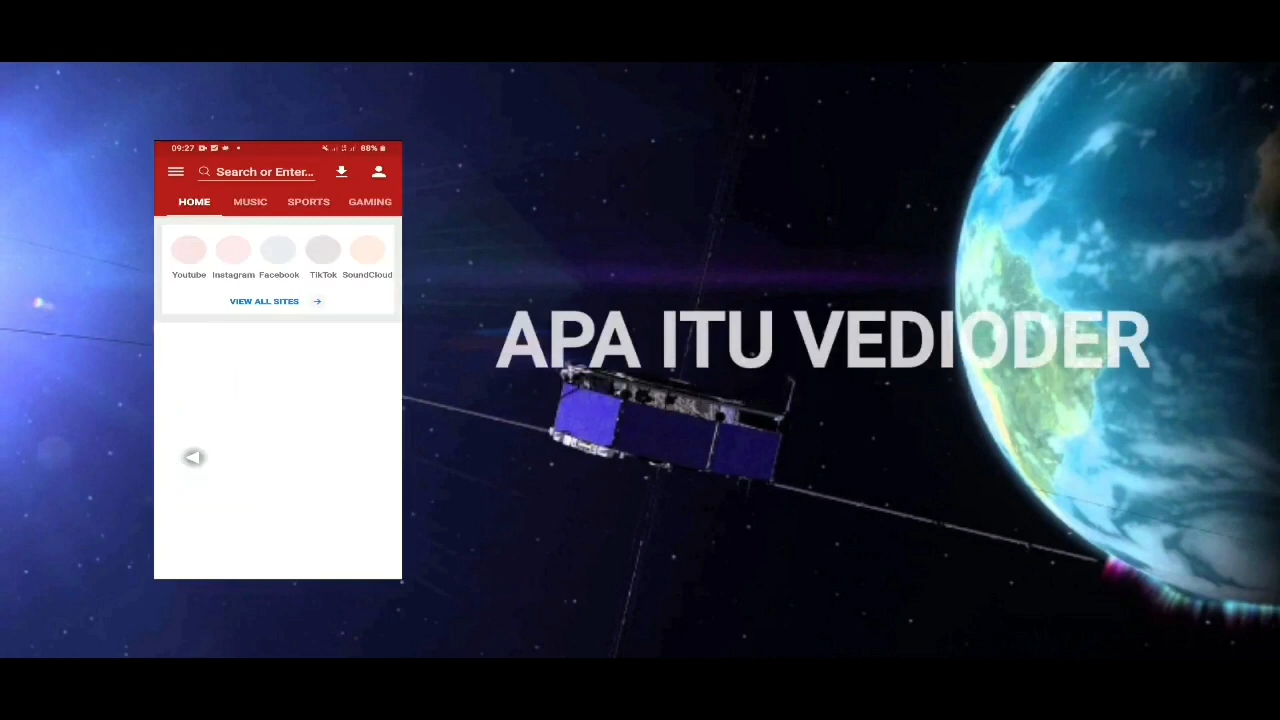 09:27
88%
Search or Enter...
HOME MUSIC SPORTS GAMING
Youtube Instagram Facebook TikTok SoundCloud
VIEW ALL SITES
APA ITU VEDIODER